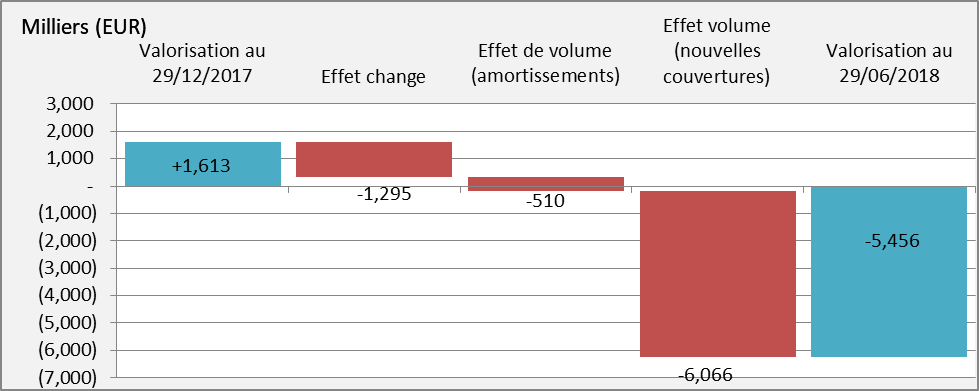 Milliers (EUR)
Valorisation au
29/12/2017
Effet change
Effet de volume
(amortissements)
Effet volume
(nouvelles
couvertures)
Valorisation au
29/06/2018
3,000
2,000
1,000
-
(1,000)
(2,000)
(3,000)
(4,000)
(5,000)
(6,000)
(7,000)
+1,613
-1,295
-510
-6,066
-5,456